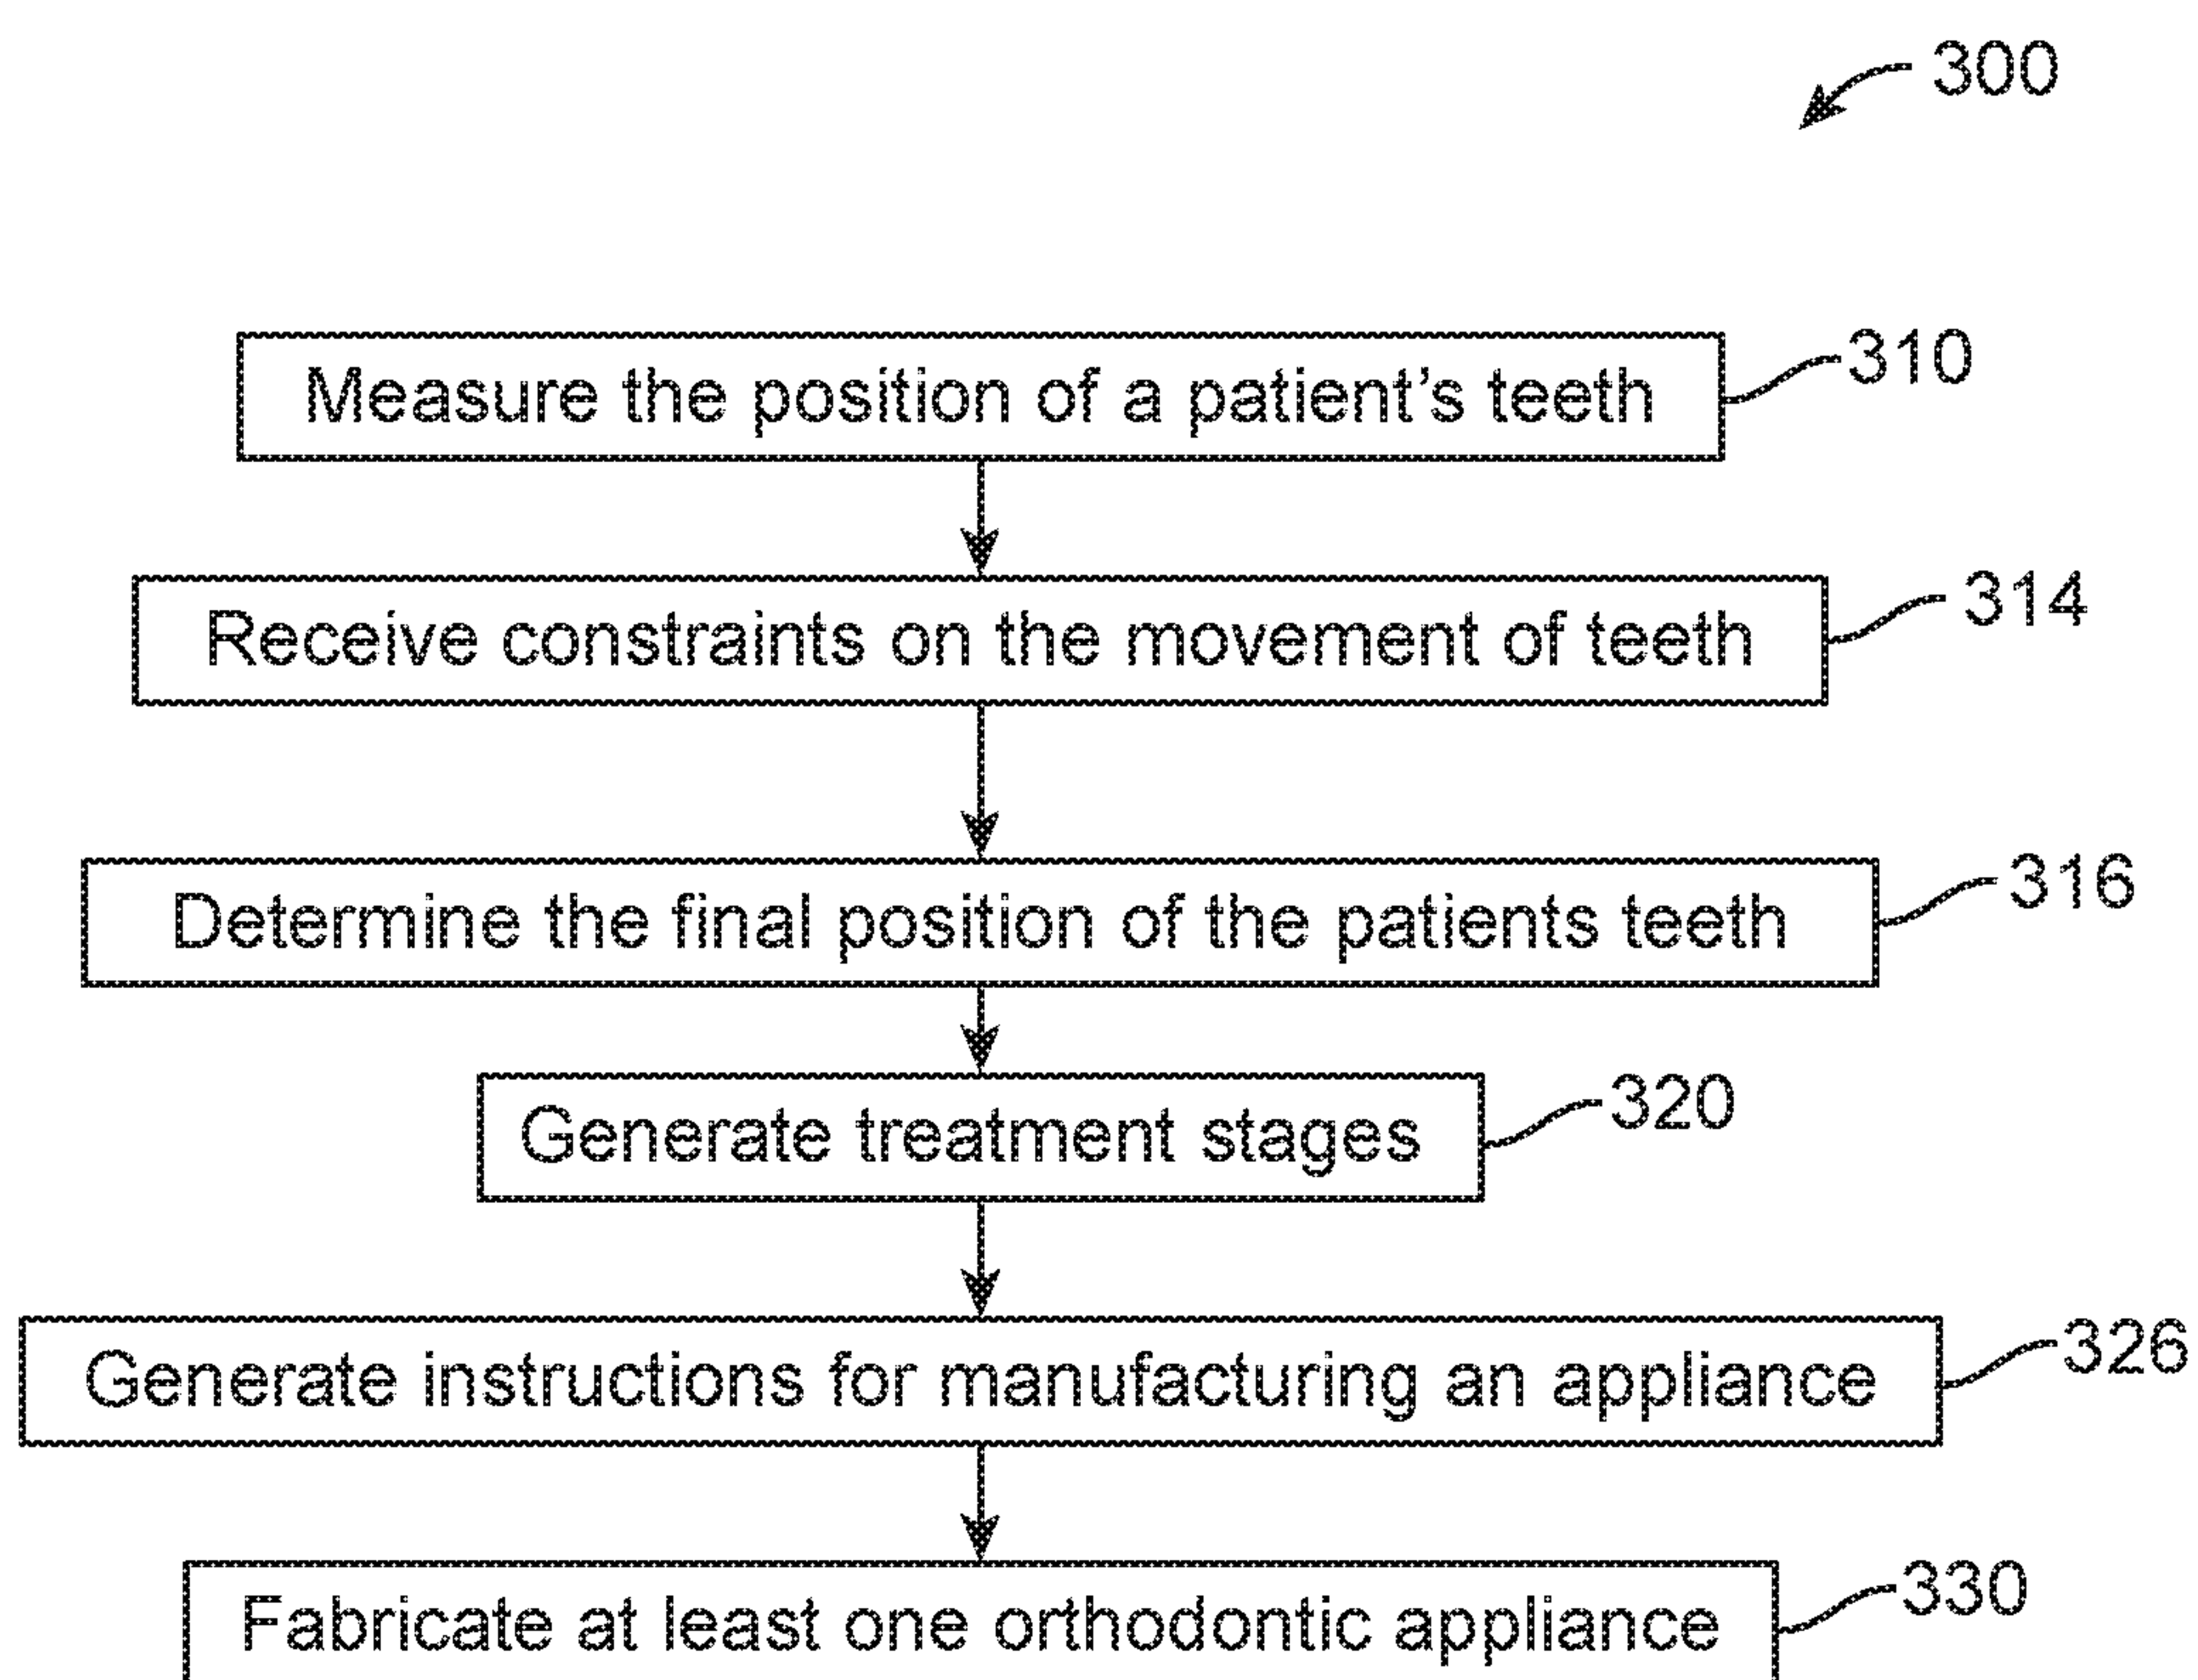 300
Measure the position of a patient's teeth
310
Receive constraints on the movement of teeth
314
Determine the final position of the patients teeth
316
Generate treatment stages
320
Generate instructions for manufacturing an appliance
326
Fabricate at least one orthodontic appliance
330